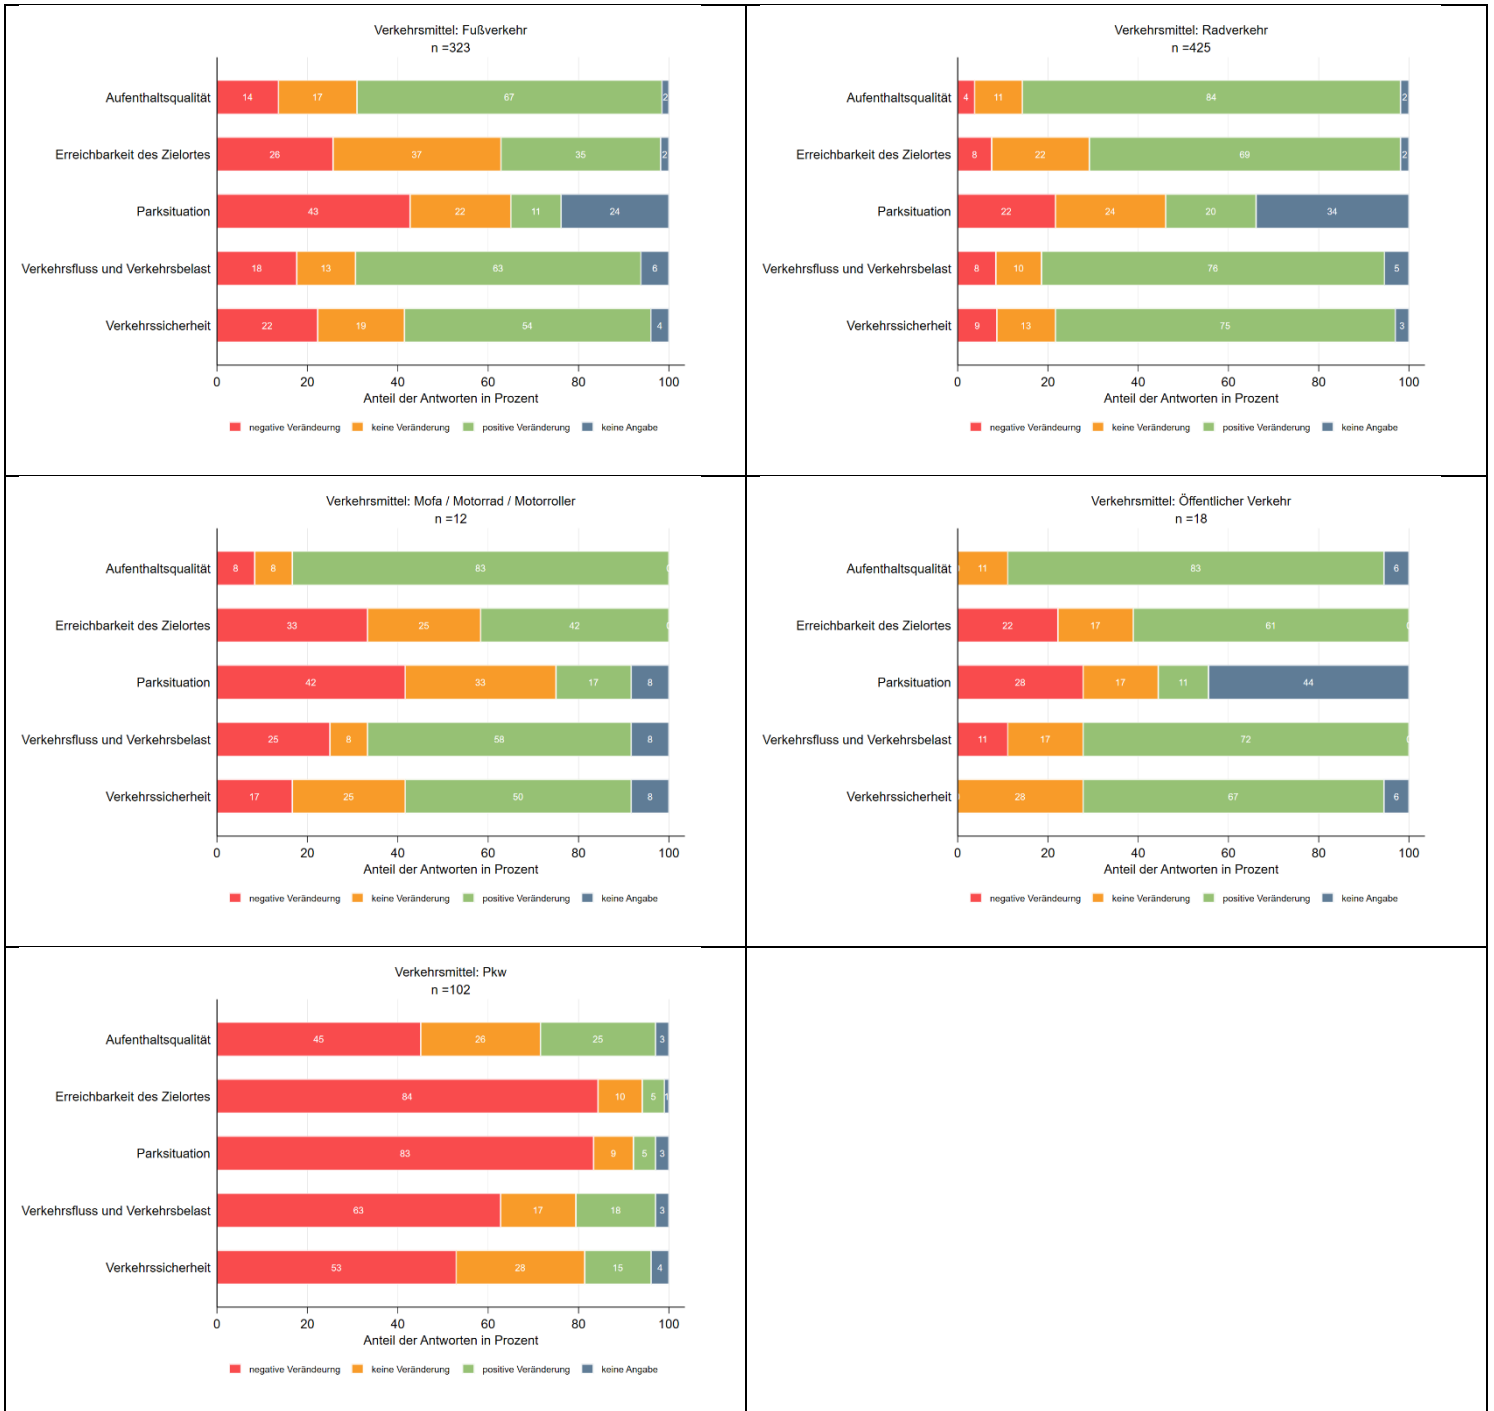 Verkehrsmittel: Fußverkehr
n =323
Aufenthaltsqualität 14 17 67 2
Erreichbarkeit des Zielortes 26 37 35 2
Parksituation 43 22 11 24
Verkehrsfluss und Verkehrsbelast 18 13 63 6
Verkehrssicherheit 22 19 54 4
0 20 40 60 80 100
Anteil der Antworten in Prozent
negative Verändeurng keine Veränderung positive Veränderung keine Angabe
Verkehrsmittel: Radverkehr
n =425
Aufenthaltsqualität 4 11 84 2
Erreichbarkeit des Zielortes 8 22 69 2
Parksituation 22 24 20 34
Verkehrsfluss und Verkehrsbelast 8 10 76 5
Verkehrssicherheit 9 13 75 3
0 20 40 60 80 100
Anteil der Antworten in Prozent
negative Verändeurng keine Veränderung positive Veränderung keine Angabe
Verkehrsmittel: Mofa / Motorrad / Motorroller
n =12
Aufenthaltsqualität 8 8 83
Erreichbarkeit des Zielortes 33 25 42
Parksituation 42 33 17 8
Verkehrsfluss und Verkehrsbelast 25 8 58 8
Verkehrssicherheit 17 25 50 8
0 20 40 60 80 100
Anteil der Antworten in Prozent
negative Verändeurng keine Veränderung positive Veränderung keine Angabe
Verkehrsmittel: Öffentlicher Verkehr
n =18
Aufenthaltsqualität 11 83 6
Erreichbarkeit des Zielortes 22 17 61
Parksituation 28 17 11 44
Verkehrsfluss und Verkehrsbelast 11 17 72
Verkehrssicherheit 28 67 6
0 20 40 60 80 100
Anteil der Antworten in Prozent
negative Verändeurng keine Veränderung positive Veränderung keine Angabe
Verkehrsmittel: Pkw
n =102
Aufenthaltsqualität 45 26 25 3
Erreichbarkeit des Zielortes 84 10 5 1
Parksituation 83 9 5 3
Verkehrsfluss und Verkehrsbelast 63 17 18 3
Verkehrssicherheit 53 28 15 4
0 20 40 60 80 100
Anteil der Antworten in Prozent
negative Verändeurng keine Veränderung positive Veränderung keine Angabe